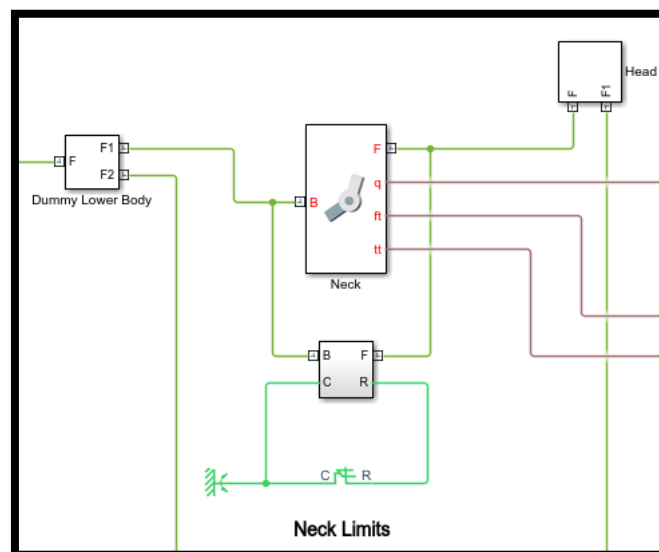 Head
F F1
F F1
F2
Dummy Lower Body
B F
q
ft
tt
Neck
B F
C R
C R
Neck Limits